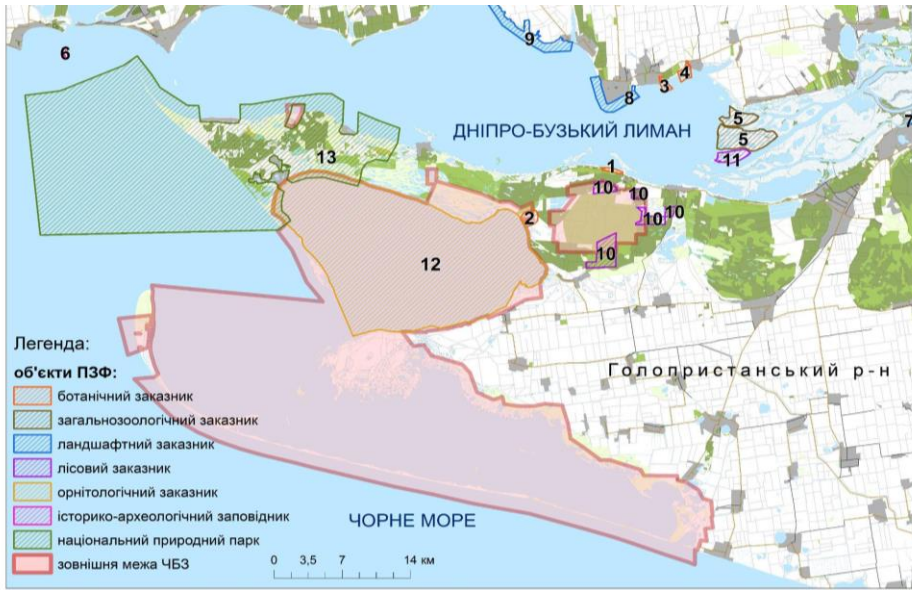 6
9
4
3
8
5
7
ДНІПРО-БУЗЬКИЙ ЛИМАН
5
13
11
1
10
10
2
10
10
12
10
Голопристанський р-н
Легенда:
об'єкти ПЗФ:
ботанічний заказник
загальнозоологічний заказник
ландшафтний заказник
лісовий заказник
орнітологічний заказник
історико-археологічний заповідник
національний природний парк
зовнішня межа ЧБЗ
ЧОРНЕ МОРЕ
0 3,5 7 14 км